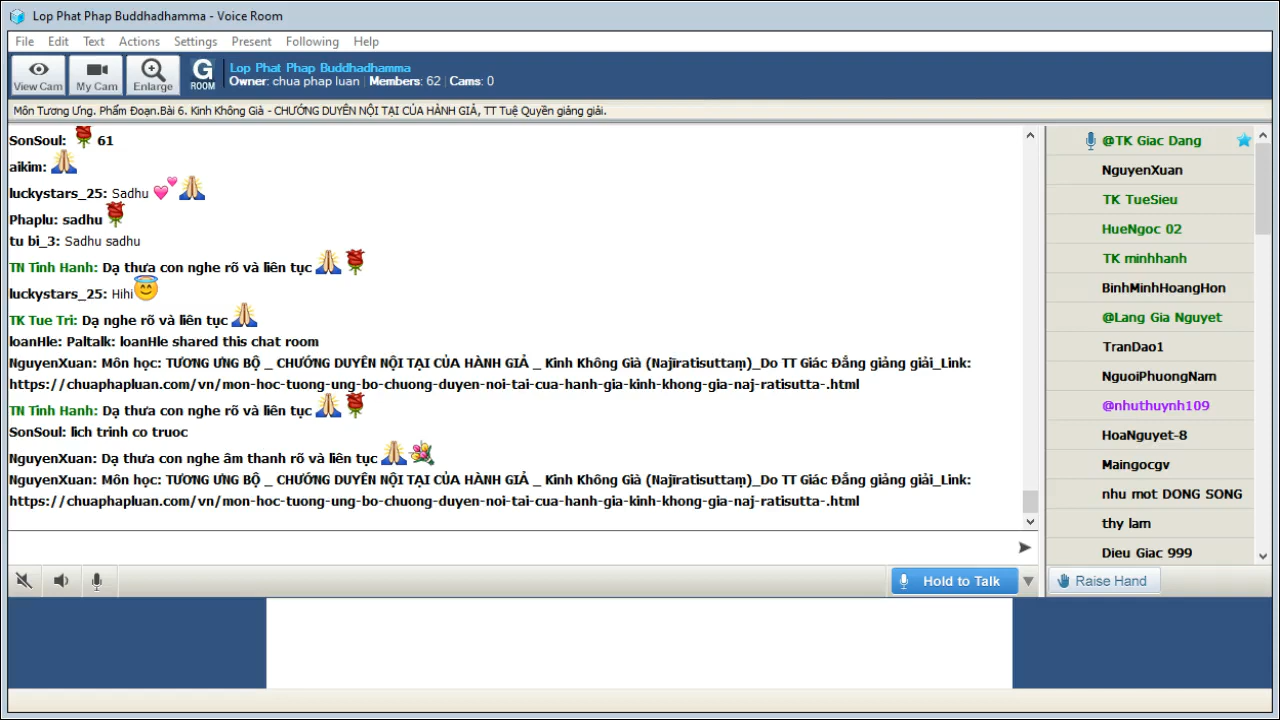 Lop Phat Phap Buddhadhamma - Voice Room
File Edit Text Actions Settings Present Following Help
View Cam
My Cam
Enlarge
G
ROOM
Lop Phat Phap Buddhadhamma
Owner: chua phap luan | Members: 62 | Cams: 0
Môn Tương Ưng. Phẩm Đoạn.Bài 6. Kinh Không Già - CHƯỚNG DUYÊN NỘI TẠI CỦA HÀNH GIẢ, TT Tuệ Quyền giảng giải.
SonSoul: 61
aikim:
luckystars_25: Sadhu
Phaplu: sadhu
tu bi_3: Sadhu sadhu
TN Tinh Hanh: Dạ thưa con nghe rõ và liên tục
luckystars_25: Hihi
TK Tue Tri: Dạ nghe rõ và liên tục
loanHle: Paltalk: loanHle shared this chat room
NguyenXuan: Môn học: TƯƠNG ƯNG BỘ _ CHƯỚNG DUYÊN NỘI TẠI CỦA HÀNH GIẢ _ Kinh Không Già (Najīratisuttaṃ)_Do TT Giác Đẳng giảng giải_Link:
https://chuaphapluan.com/vn/mon-hoc-tuong-ung-bo-chuong-duyen-noi-tai-cua-hanh-gia-kinh-khong-gia-naj-ratisutta-.html
TN Tinh Hanh: Dạ thưa con nghe rõ và liên tục
SonSoul: lich trinh co truoc
NguyenXuan: Dạ thưa con nghe âm thanh rõ và liên tục
NguyenXuan: Môn học: TƯƠNG ƯNG BỘ _ CHƯỚNG DUYÊN NỘI TẠI CỦA HÀNH GIẢ _ Kinh Không Già (Najīratisuttaṃ)_Do TT Giác Đẳng giảng giải_Link:
https://chuaphapluan.com/vn/mon-hoc-tuong-ung-bo-chuong-duyen-noi-tai-cua-hanh-gia-kinh-khong-gia-naj-ratisutta-.html
@TK Giac Dang
NguyenXuan
TK TueSieu
HueNgoc 02
TK minhhanh
BinhMinhHoangHon
@Lang Gia Nguyet
TranDao1
NguoiPhuongNam
@nhuthuynh109
HoaNguyet-8
Maingocgv
nhu mot DONG SONG
thy lam
Dieu Giac 999
Hold to Talk
Raise Hand